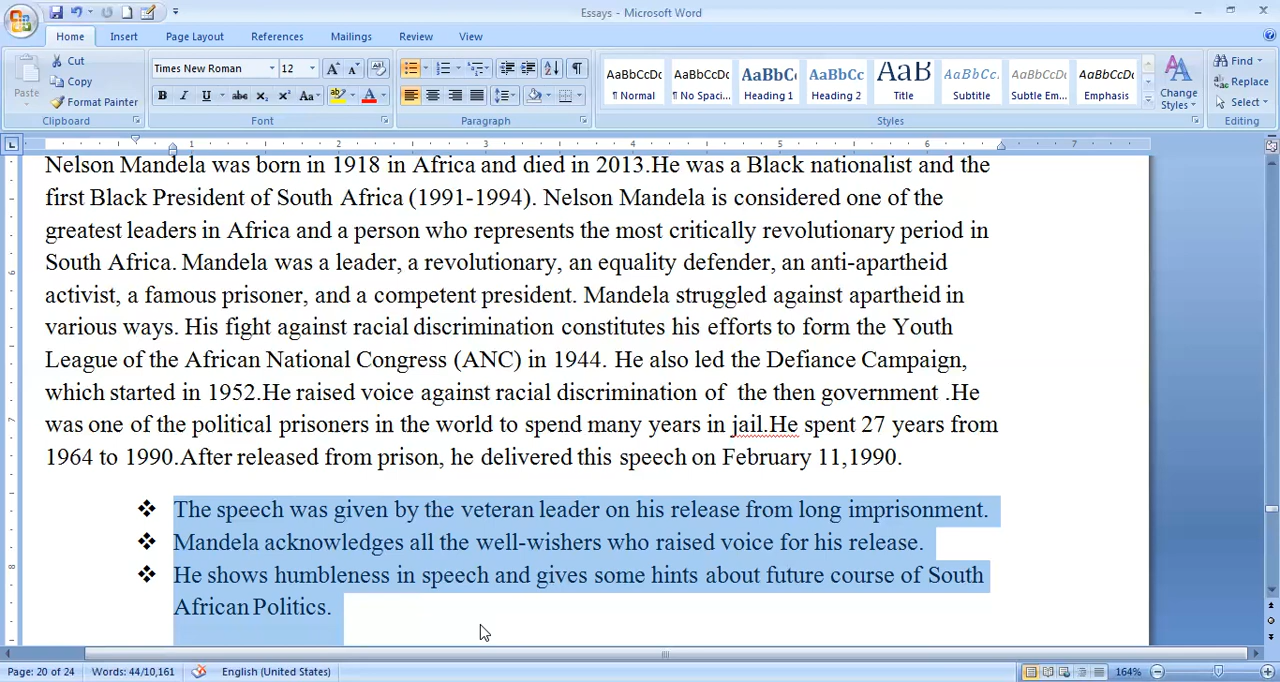 Essays - Microsoft Word
Home Insert Page Layout References Mailings Review View
Paste Cut Copy Format Painter Clipboard
Times New Roman 12 Font
Paragraph
AaBbCcDc ¶ Normal AaBbCcDc ¶ No Spaci... AaBbC Heading 1 AaBbCc Heading 2 AaB Title AaBbCc. Subtitle AaBbCcDc Subtle Em... AaBbCcDc Emphasis Styles
Change Styles
Find Replace Select Editing
1 2 3 4 5 6 7
Nelson Mandela was born in 1918 in Africa and died in 2013.He was a Black nationalist and the
first Black President of South Africa (1991-1994). Nelson Mandela is considered one of the
greatest leaders in Africa and a person who represents the most critically revolutionary period in
South Africa. Mandela was a leader, a revolutionary, an equality defender, an anti-apartheid
activist, a famous prisoner, and a competent president. Mandela struggled against apartheid in
various ways. His fight against racial discrimination constitutes his efforts to form the Youth
League of the African National Congress (ANC) in 1944. He also led the Defiance Campaign,
which started in 1952.He raised voice against racial discrimination of  the then government .He
was one of the political prisoners in the world to spend many years in jail.He spent 27 years from
1964 to 1990.After released from prison, he delivered this speech on February 11,1990.
❖ The speech was given by the veteran leader on his release from long imprisonment.
❖ Mandela acknowledges all the well-wishers who raised voice for his release.
❖ He shows humbleness in speech and gives some hints about future course of South
African Politics.
Page: 20 of 24 Words: 44/10,161 English (United States) 164%